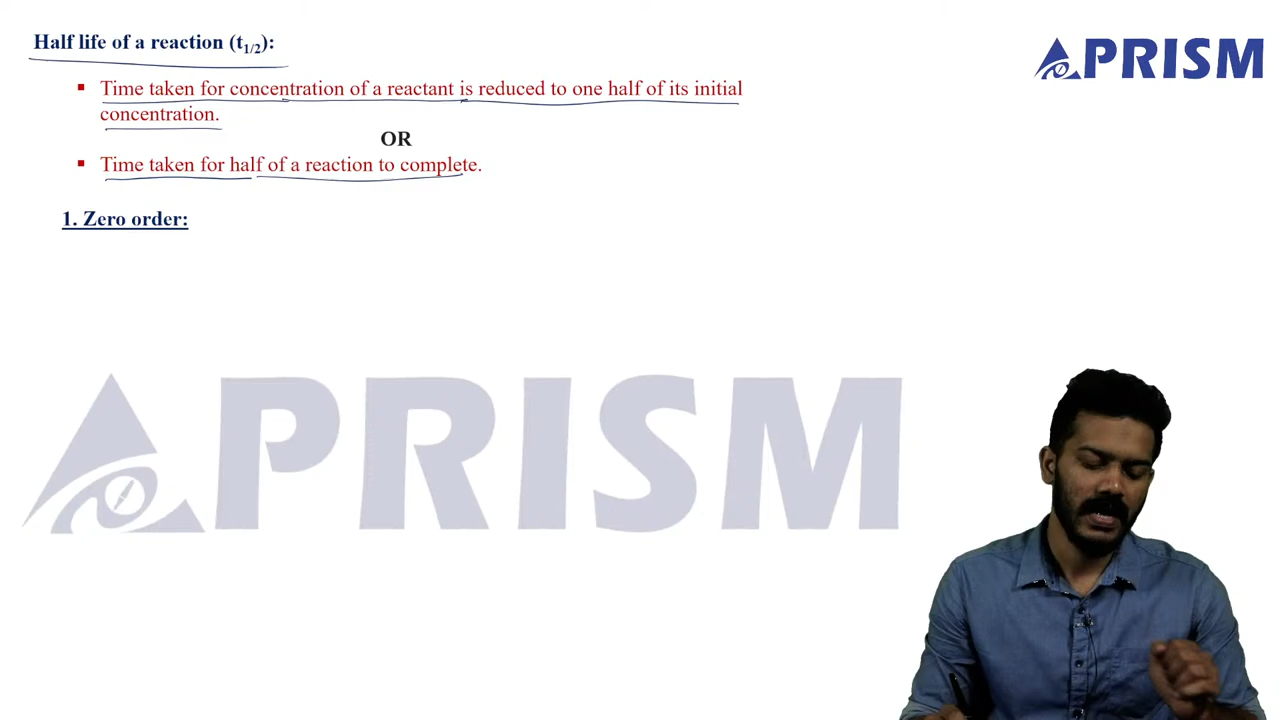 Half life of a reaction (t1/2):
PRISM
▪ Time taken for concentration of a reactant is reduced to one half of its initial
concentration.
OR
▪ Time taken for half of a reaction to complete.
1. Zero order:
PRISM